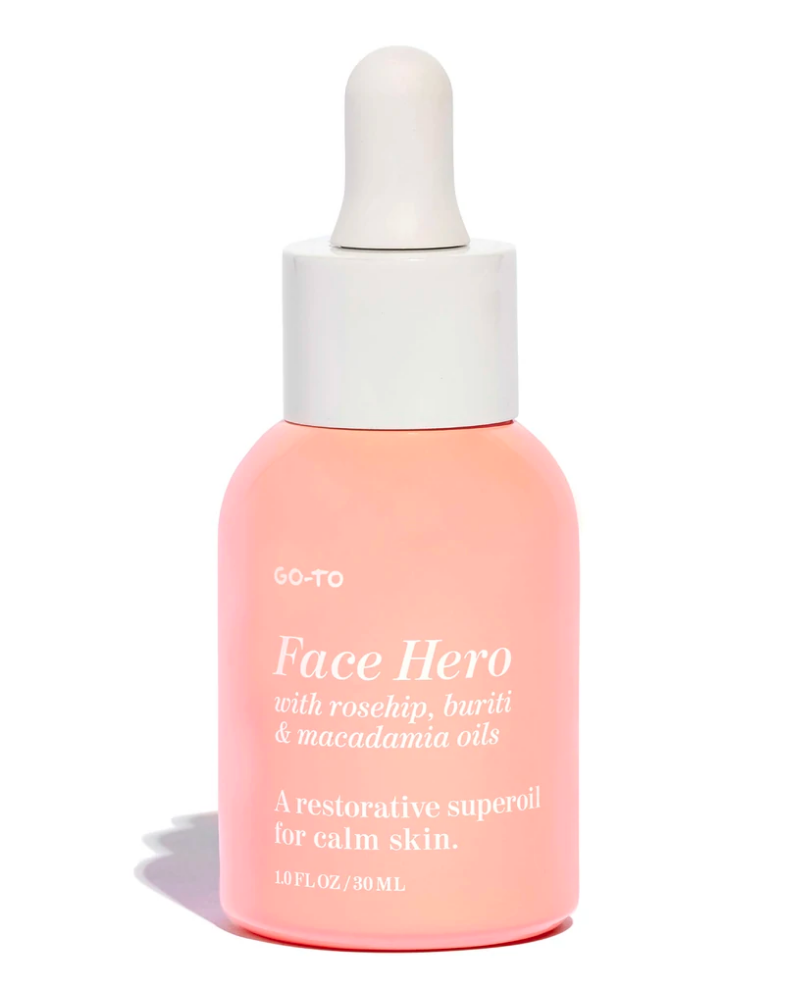 GO-TO
Face Hero
with rosehip, buriti
& macadamia oils
A restorative superoil
for calm skin.
1.0 FL OZ / 30 ML